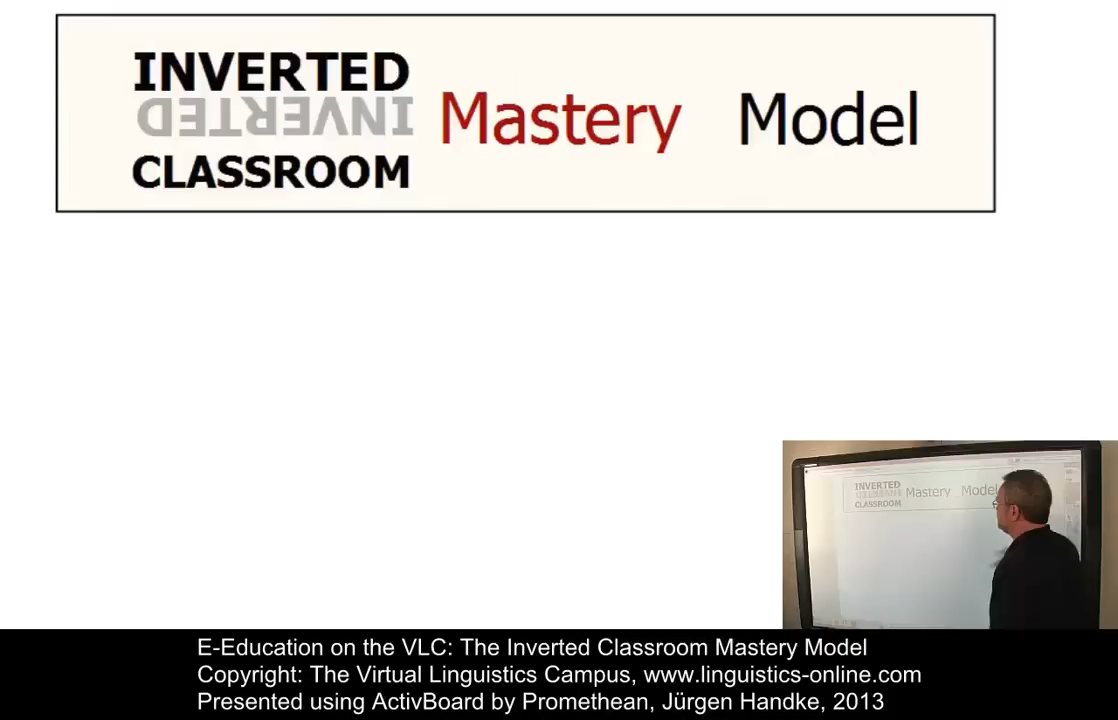 INVERTED
INVERTED
CLASSROOM
Mastery Model
INVERTED
INVERTED
CLASSROOM
Mastery Model
E-Education on the VLC: The Inverted Classroom Mastery Model
Copyright: The Virtual Linguistics Campus, www.linguistics-online.com
Presented using ActivBoard by Promethean, Jürgen Handke, 2013